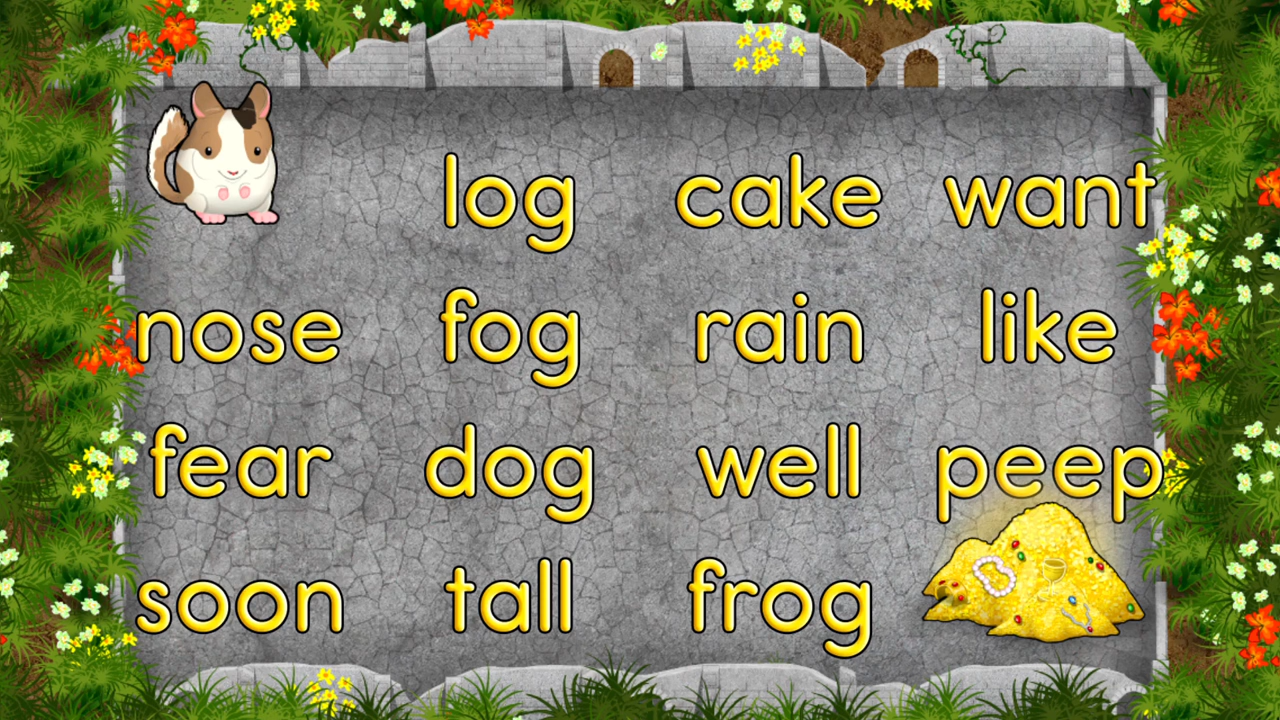 log cake want
nose fog rain like
fear dog well peep
soon tall frog